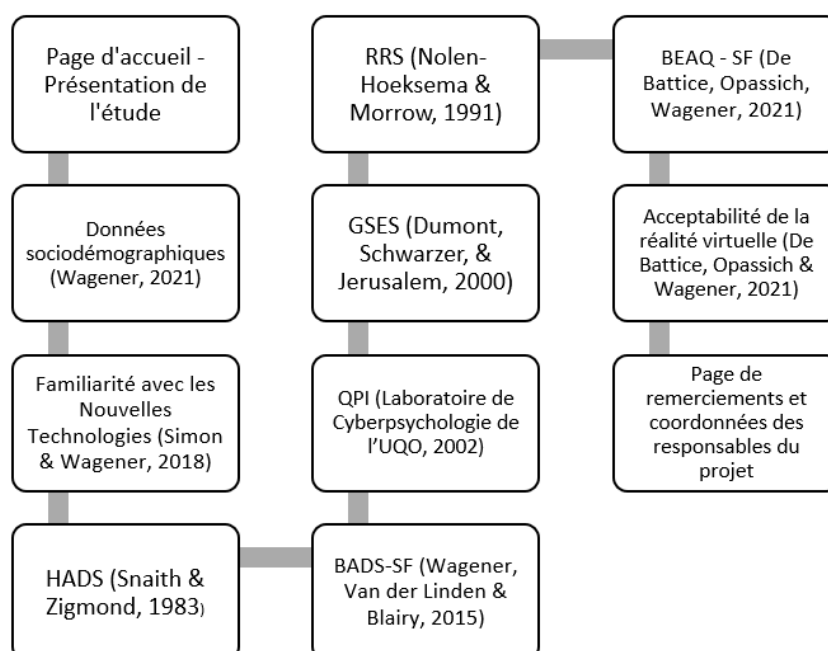 Page d'accueil -
Présentation de
l'étude
Données
sociodémographiques
(Wagener, 2021)
Familiarité avec les
Nouvelles
Technologies (Simon
& Wagener, 2018)
HADS (Snaith &
Zigmond, 1983)
BADS-SF (Wagener,
Van der Linden &
Blairy, 2015)
QPI (Laboratoire de
Cyberpsychologie de
l’UQO, 2002)
GSES (Dumont,
Schwarzer, &
Jerusalem, 2000)
RRS (Nolen-
Hoeksema &
Morrow, 1991)
BEAQ - SF (De
Battice, Opassich,
Wagener, 2021)
Acceptabilité de la
réalité virtuelle (De
Battice, Opassich &
Wagener, 2021)
Page de
remerciements et
coordonnées des
responsables du
projet